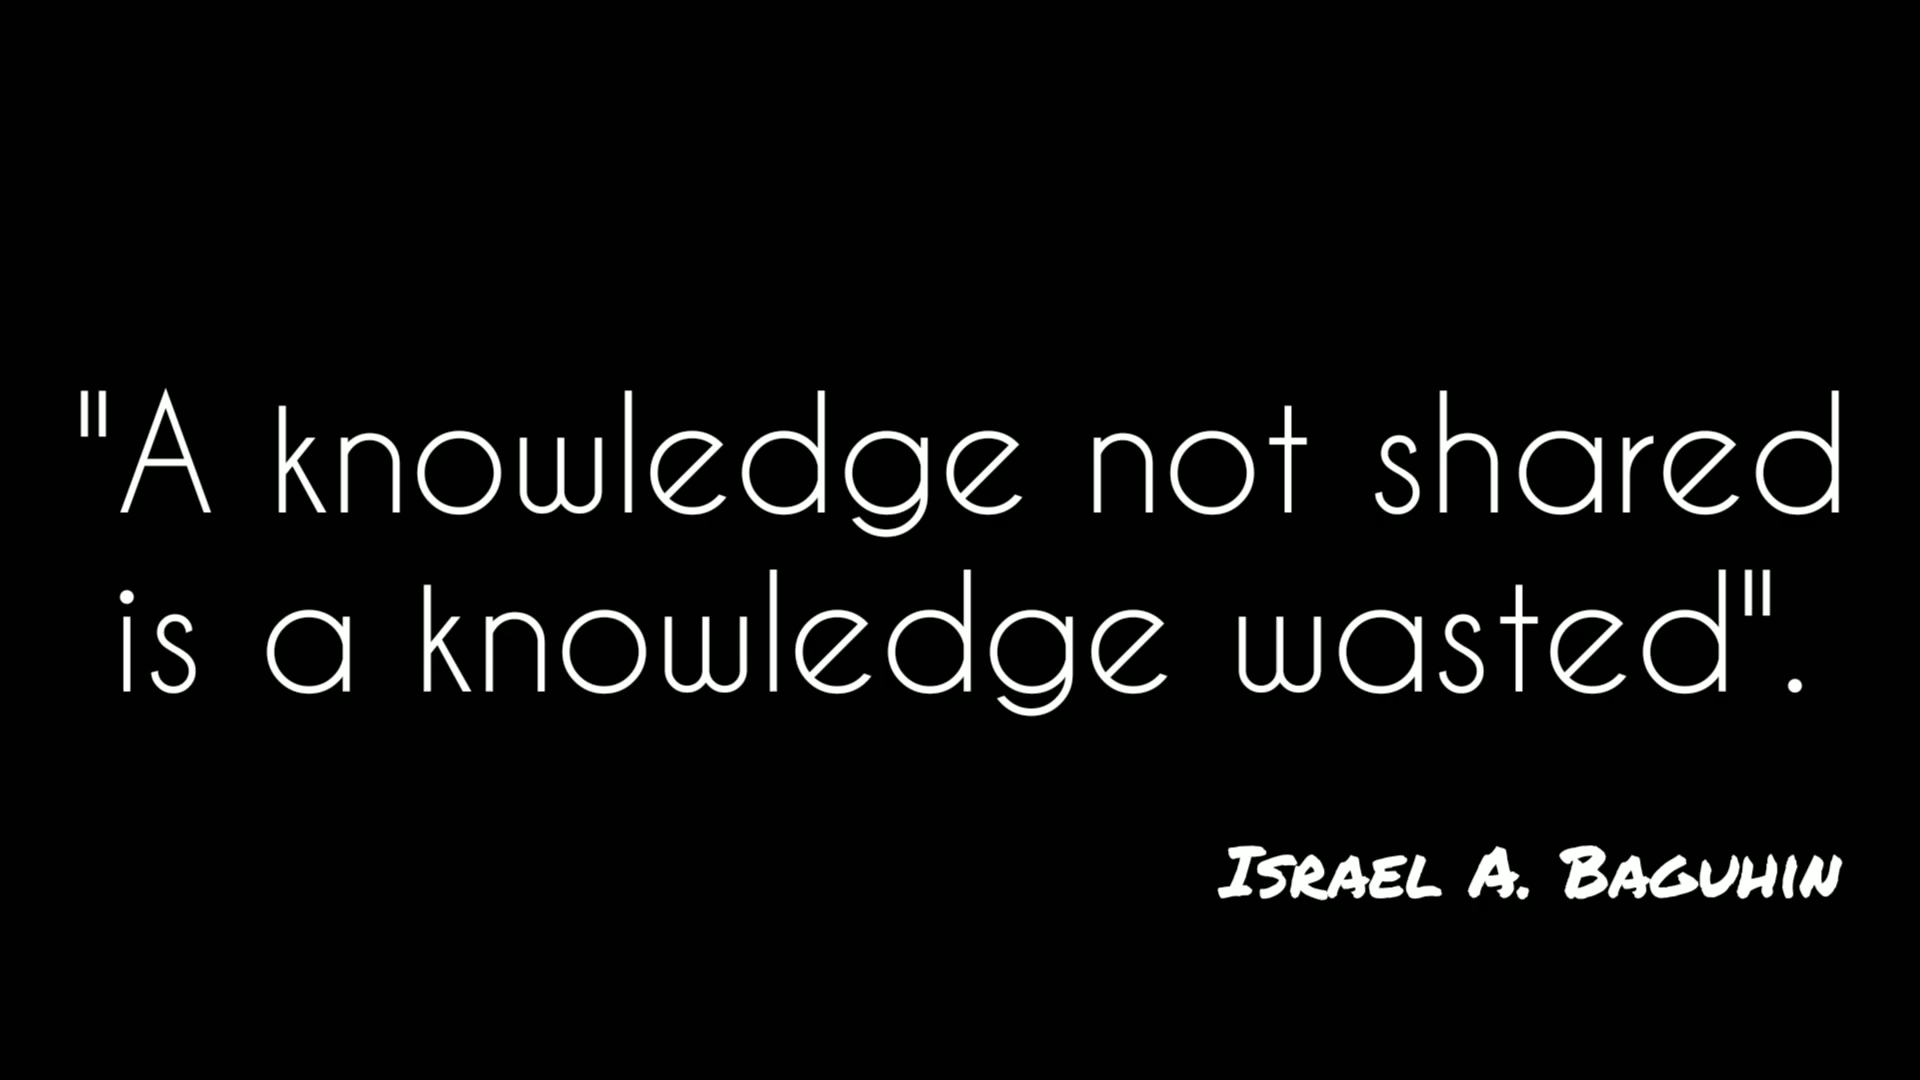 "A knowledge not shared
is a knowledge wasted".
Israel A. Baguhin